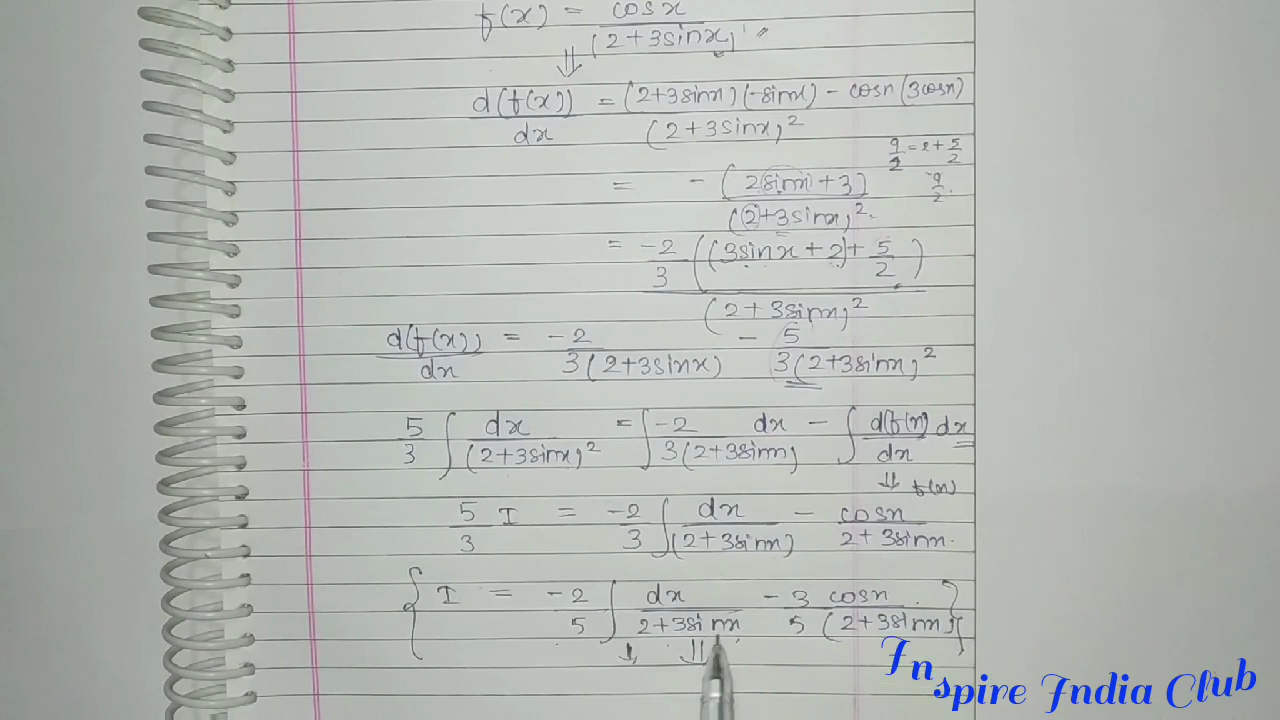 f(x) = cosx / (2+3sinx)
⇓
d(f(x))/dx = (2+3sinx)(-sinx) - cosx(3cosx) / (2+3sinx)²
9/2 = 2 + 5/2
9/2
= -(2sinx+3) / (2+3sinx)²
= -2/3 ((3sinx+2)+5/2) / (2+3sinx)²
d(f(x))/dx = -2/3(2+3sinx) - 5/3(2+3sinx)²
5/3 ∫ dx/(2+3sinx)² = ∫ -2 dx/3(2+3sinx) - ∫ d(f(x))/dx dx
⇓ f(x)
5/3 I = -2/3 ∫ dx/(2+3sinx) - cosx/2+3sinx.
{ I = -2/5 ∫ dx/2+3sinx - 3 cosx/5(2+3sinx) }
↓, ⇓
Inspire India Club